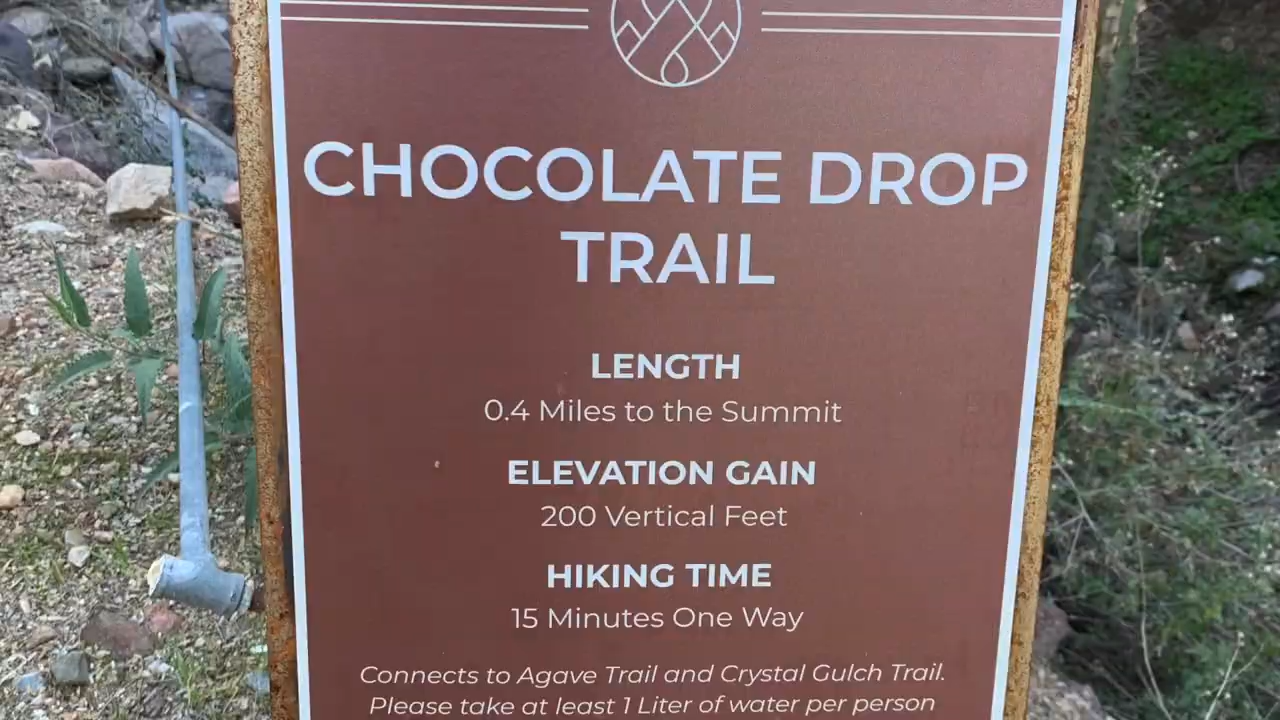 CHOCOLATE DROP
TRAIL
LENGTH
0.4 Miles to the Summit
ELEVATION GAIN
200 Vertical Feet
HIKING TIME
15 Minutes One Way
Connects to Agave Trail and Crystal Gulch Trail.
Please take at least 1 Liter of water per person